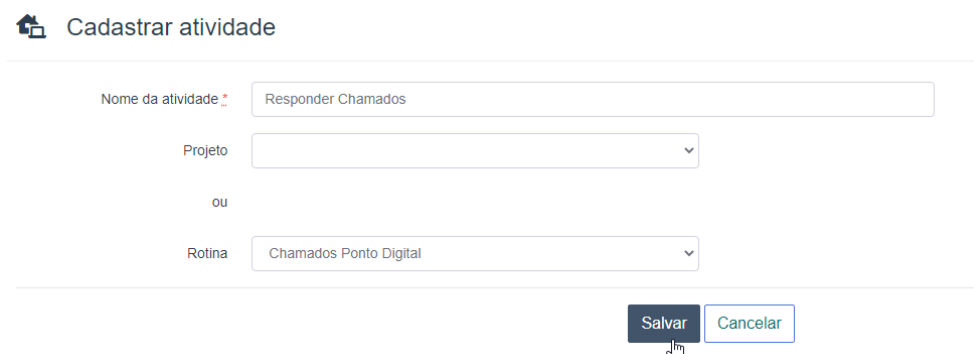 Cadastrar atividade
Nome da atividade * Responder Chamados
Projeto
ou
Rotina Chamados Ponto Digital
Salvar Cancelar